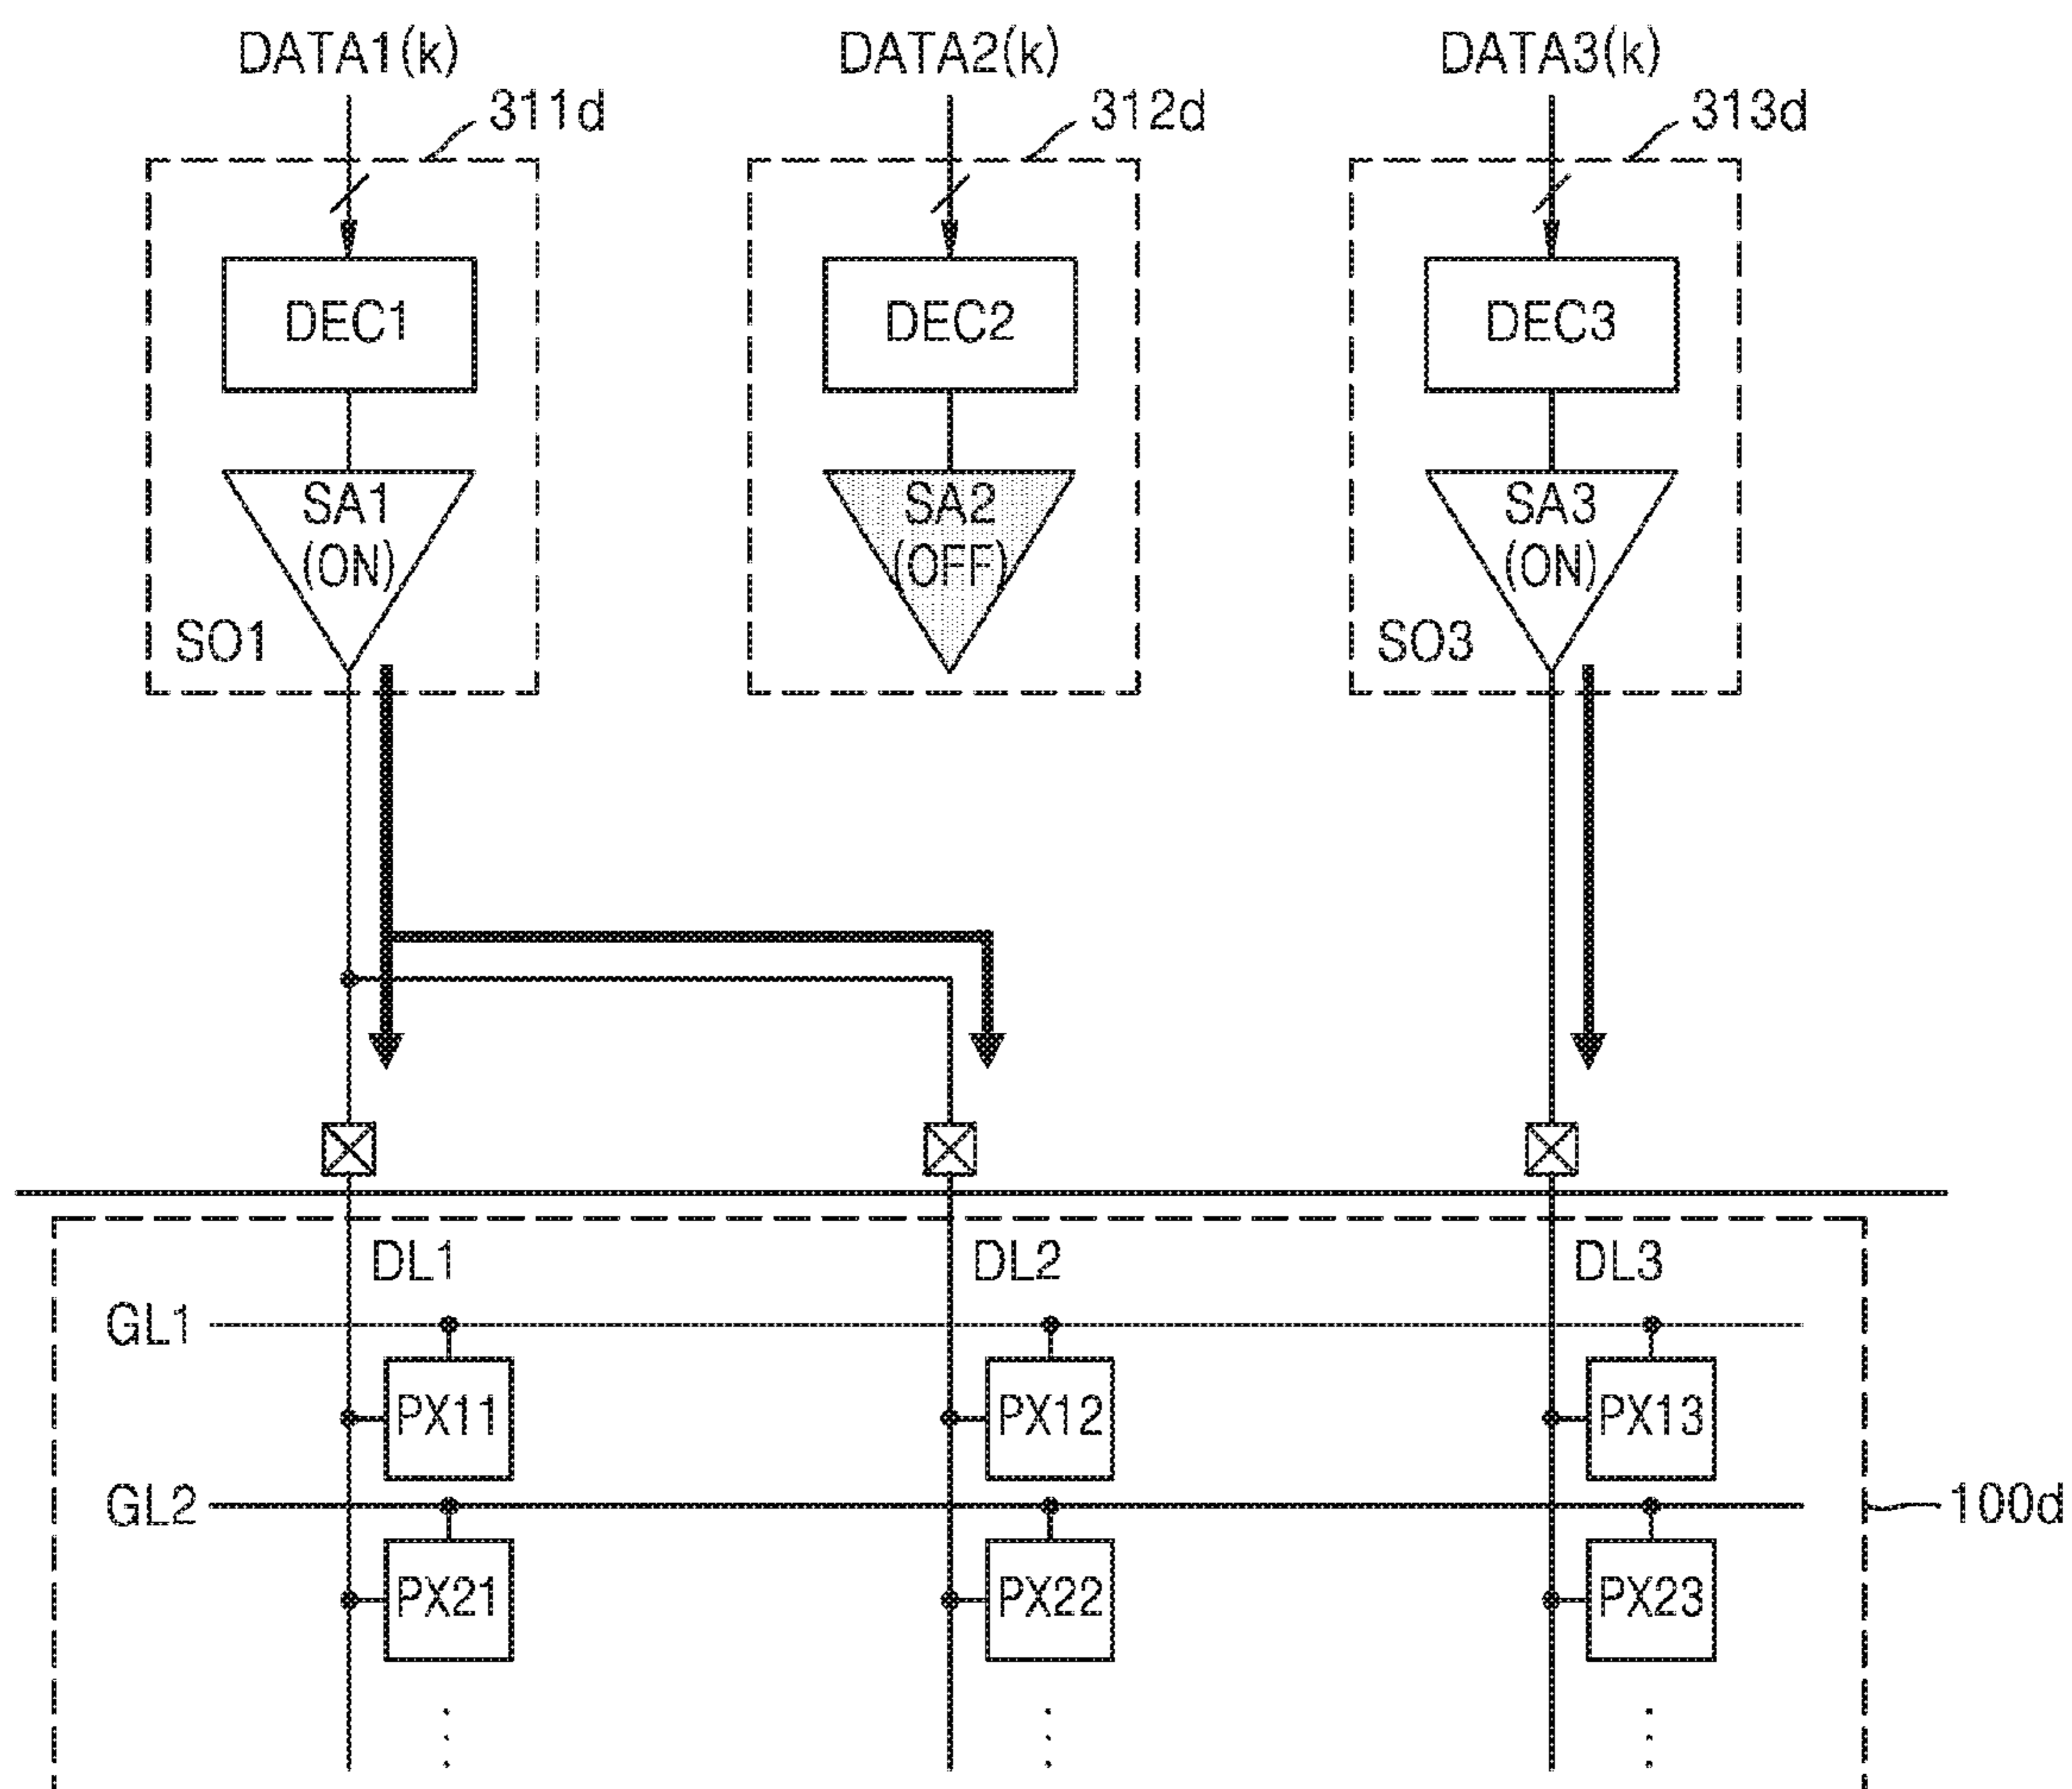 DATA1(k) DATA2(k) DATA3(k)
311d 312d 313d
DEC1 DEC2 DEC3
SA1 SA2 SA3
(ON) (OFF) (ON)
SO1 SO3
DL1 DL2 DL3
GL1
PX11 PX12 PX13
GL2 100d
PX21 PX22 PX23